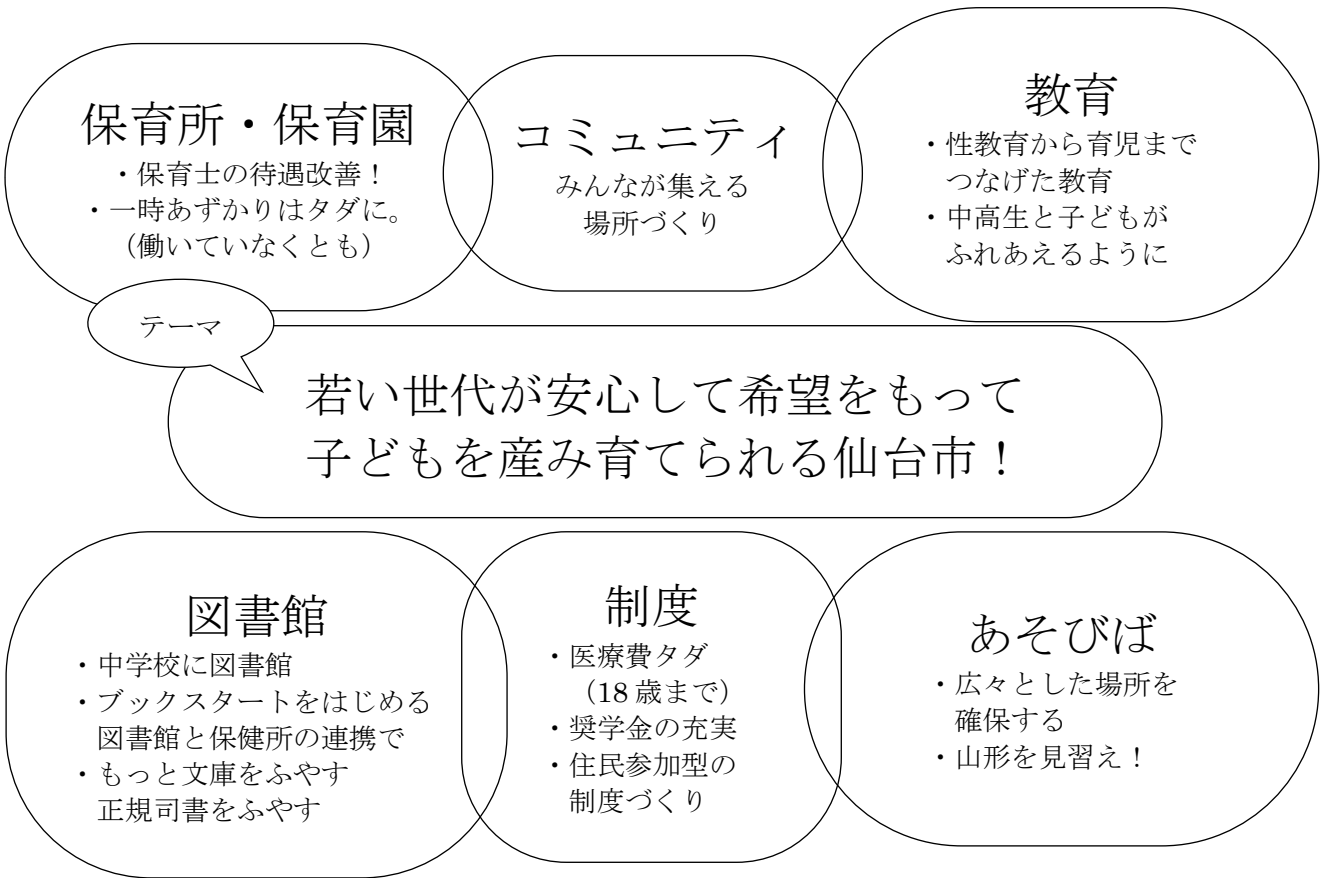 保育所・保育園
・保育士の待遇改善！
・一時あずかりはタダに。
（働いていなくとも）
コミュニティ
みんなが集える
場所づくり
教育
・性教育から育児まで
つなげた教育
・中高生と子どもが
ふれあえるように
テーマ
若い世代が安心して希望をもって
子どもを産み育てられる仙台市！
図書館
・中学校に図書館
・ブックスタートをはじめる
図書館と保健所の連携で
・もっと文庫をふやす
正規司書をふやす
制度
・医療費タダ
（18歳まで）
・奨学金の充実
・住民参加型の
制度づくり
あそびば
・広々とした場所を
確保する
・山形を見習え！